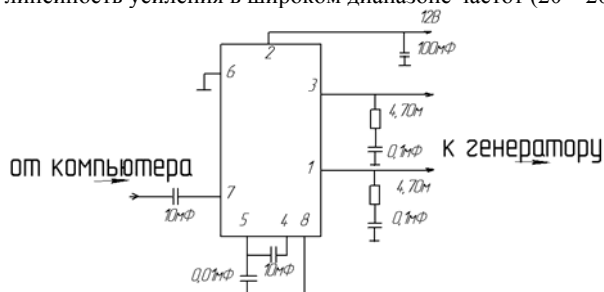 линейность усиления в широком диапазоне частот (20 – 20
12В
2
100мФ
6
3
4,7Ом
0,1мФ
от компьютера
к генератору
1
7
4,7Ом
10мФ
5 4 8
0,1мФ
0,01мФ
10мФ